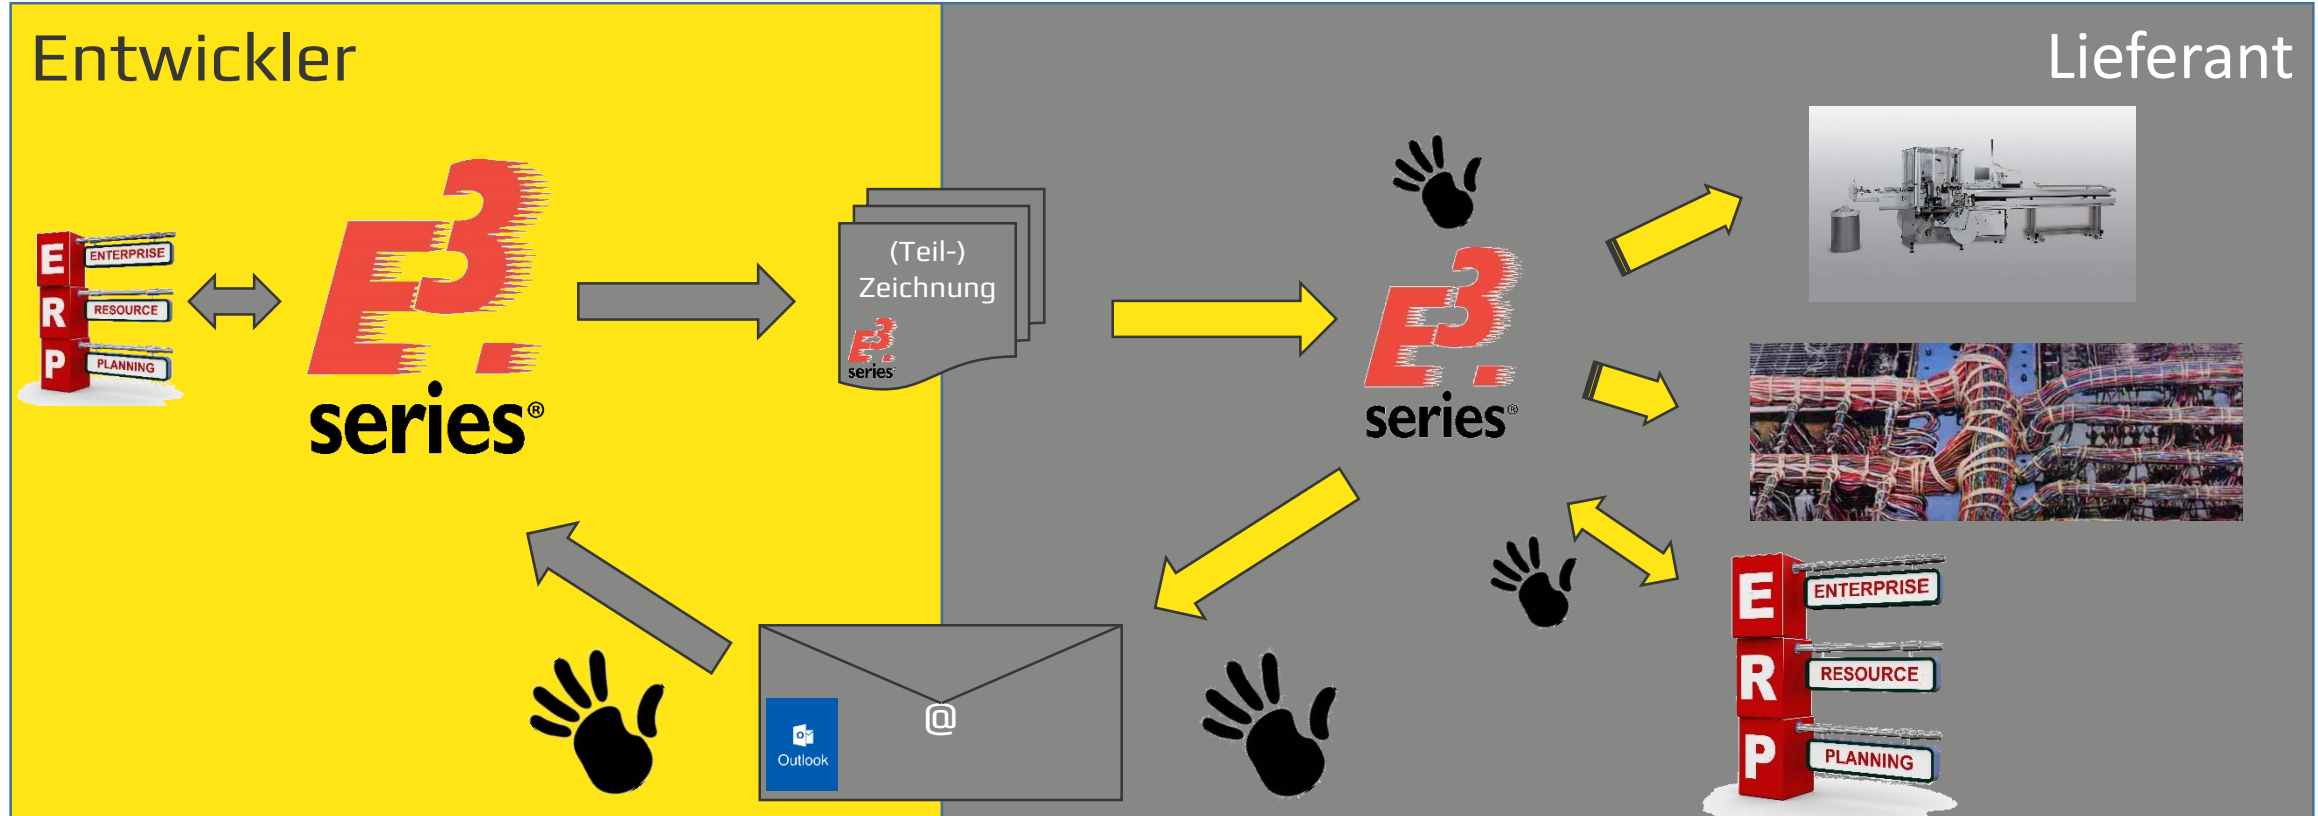 Entwickler
Lieferant
E ENTERPRISE
R RESOURCE
P PLANNING
E3.
series®
(Teil-)
Zeichnung
E3.
series
E3.
series®
@
Outlook
E ENTERPRISE
R RESOURCE
P PLANNING